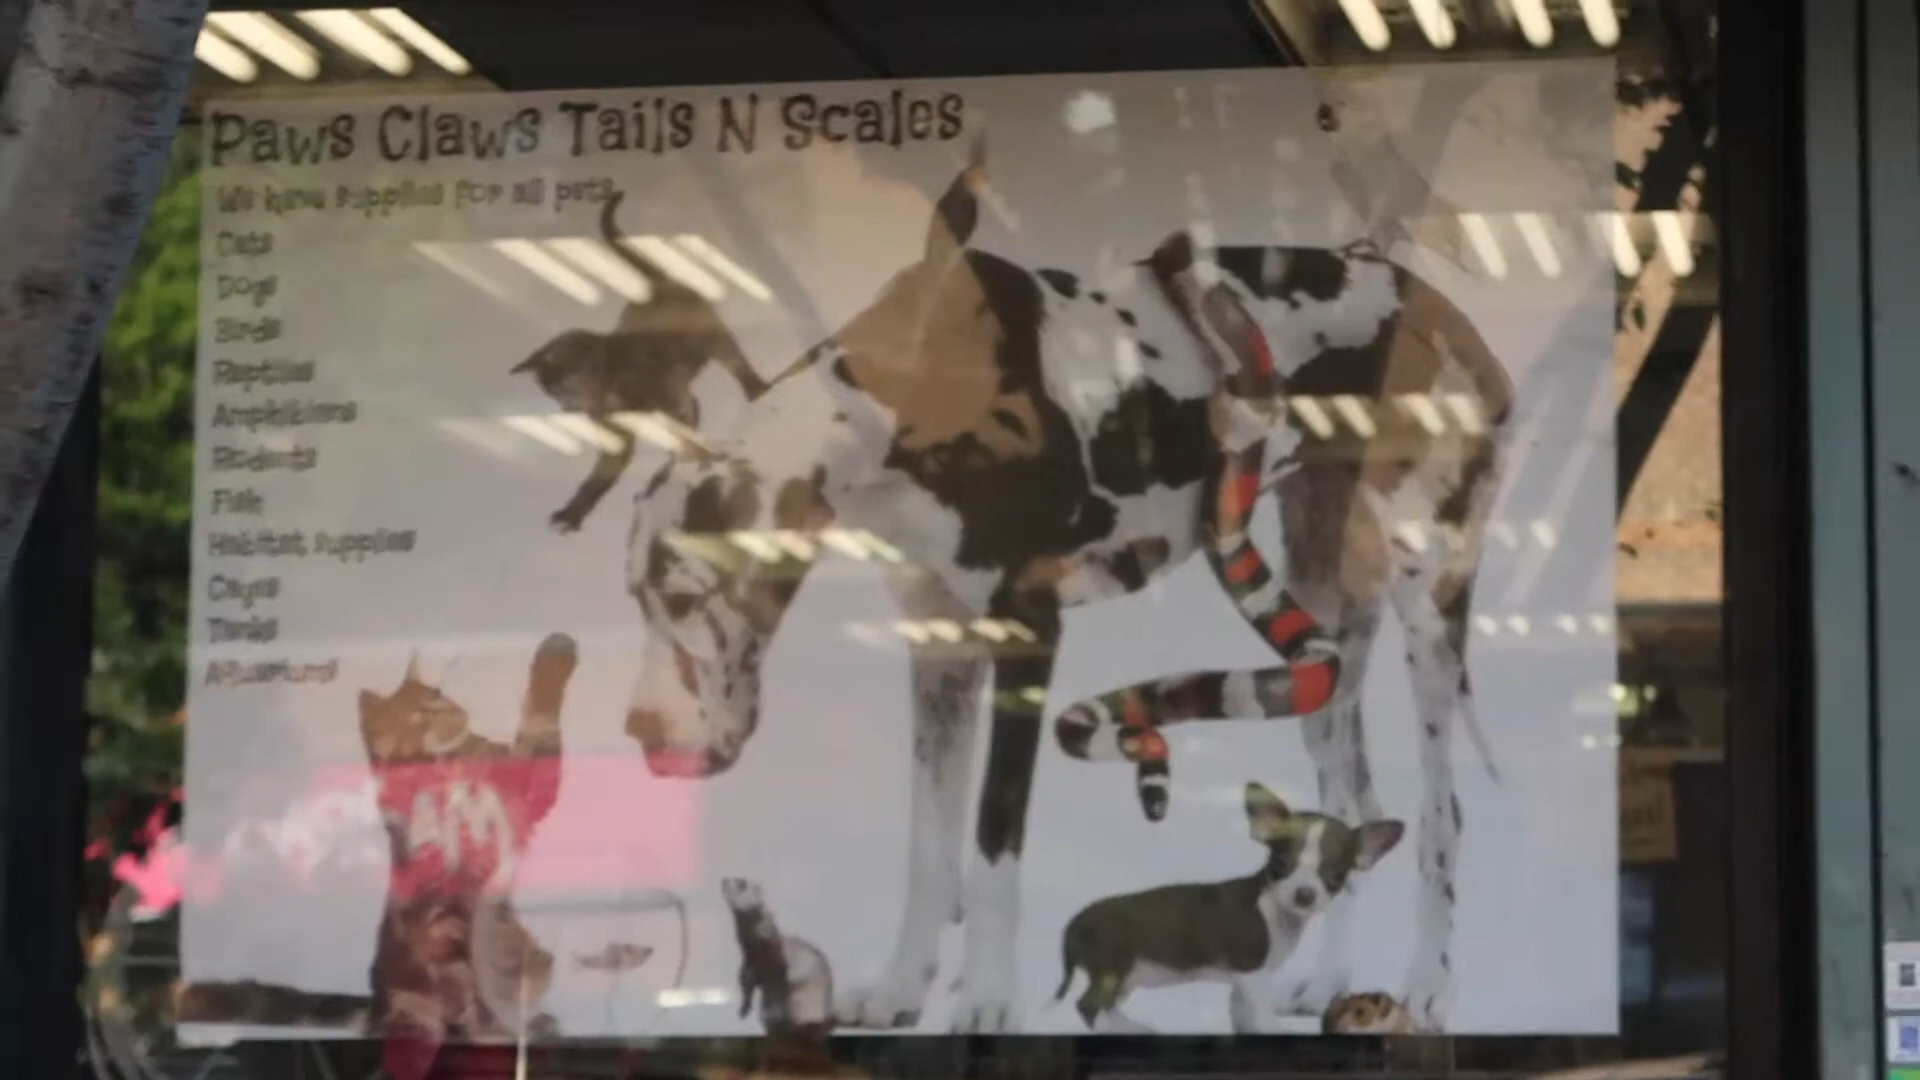 Paws Claws Tails N Scales
We have supplies for all pets
Cats
Dogs
Birds
Reptiles
Amphibians
Rodents
Fish
Habitat supplies
Cages
Tanks
Aquariums